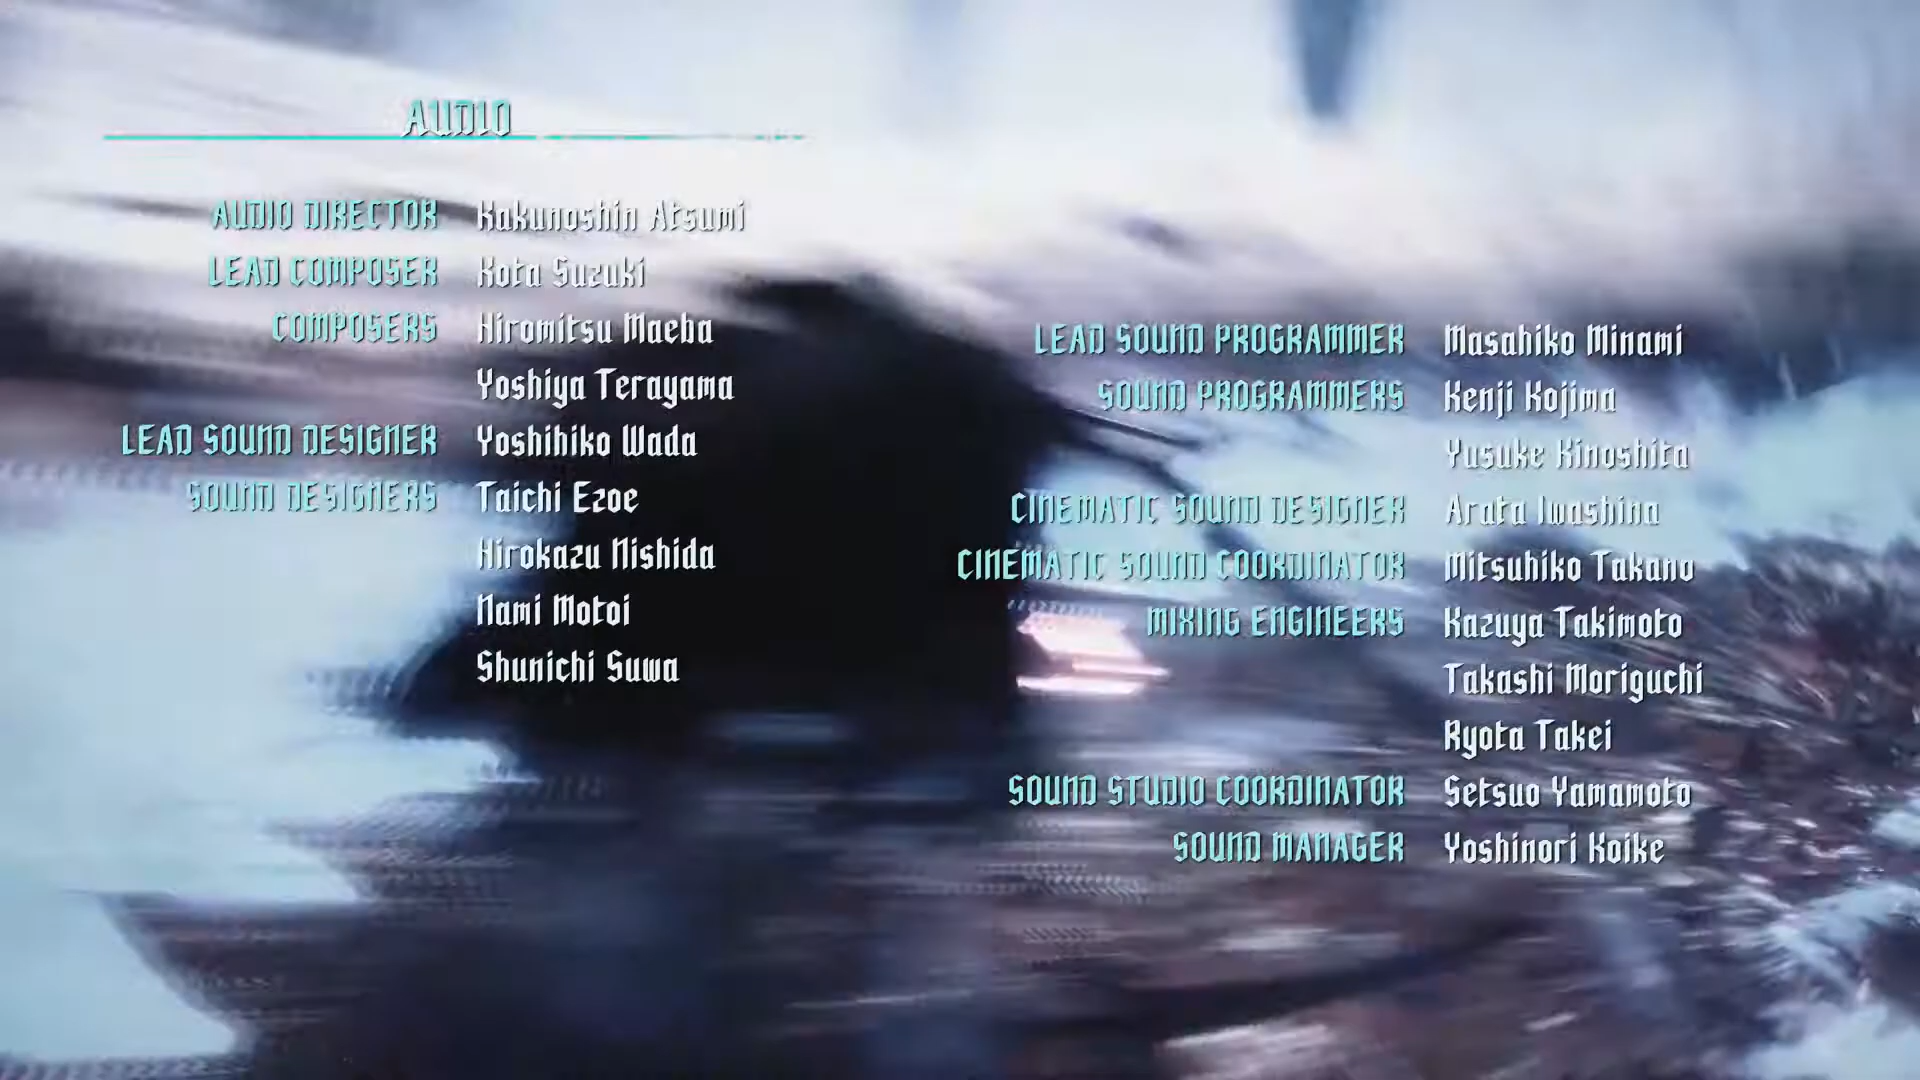 AUDIO
AUDIO DIRECTOR Kakunoshin Atsumi
LEAD COMPOSER Kota Suzuki
COMPOSERS Hiromitsu Maeba
Yoshiya Terayama
LEAD SOUND DESIGNER Yoshihiko Wada
SOUND DESIGNERS Taichi Ezoe
Hirokazu Nishida
Nami Motoi
Shunichi Suwa
LEAD SOUND PROGRAMMER Masahiko Minami
SOUND PROGRAMMERS Kenji Kojima
Yusuke Kinoshita
CINEMATIC SOUND DESIGNER Arata Iwashina
CINEMATIC SOUND COORDINATOR Mitsuhiko Takano
MIXING ENGINEERS Kazuya Takimoto
Takashi Moriguchi
Ryota Takei
SOUND STUDIO COORDINATOR Setsuo Yamamoto
SOUND MANAGER Yoshinori Koike